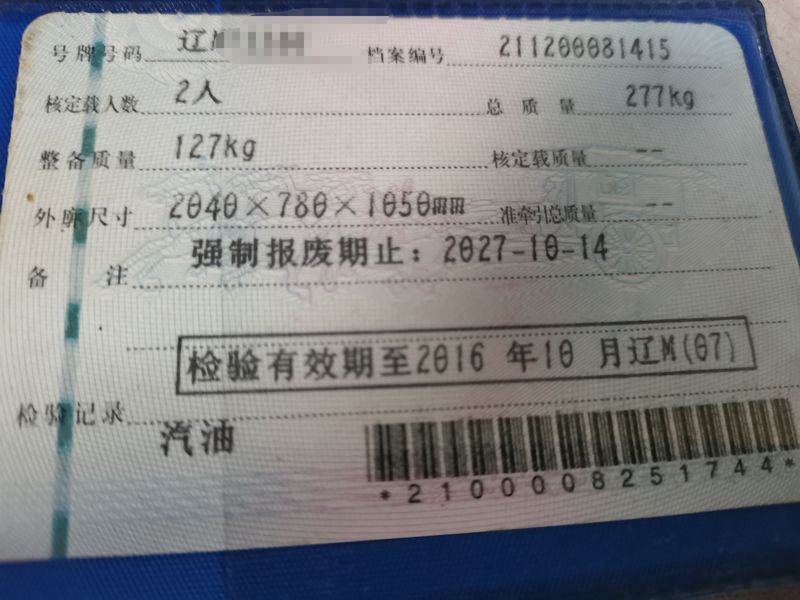 号牌号码 辽 档案编号 211200081415
核定载人数 2人 总质量 277kg
整备质量 127kg 核定载质量 --
外廓尺寸 2040×780×1050mm 准牵引总质量 --
备注 强制报废期止：2027-10-14
检验有效期至2016年10月辽M(07)
检验记录
汽油
*2100008251744*